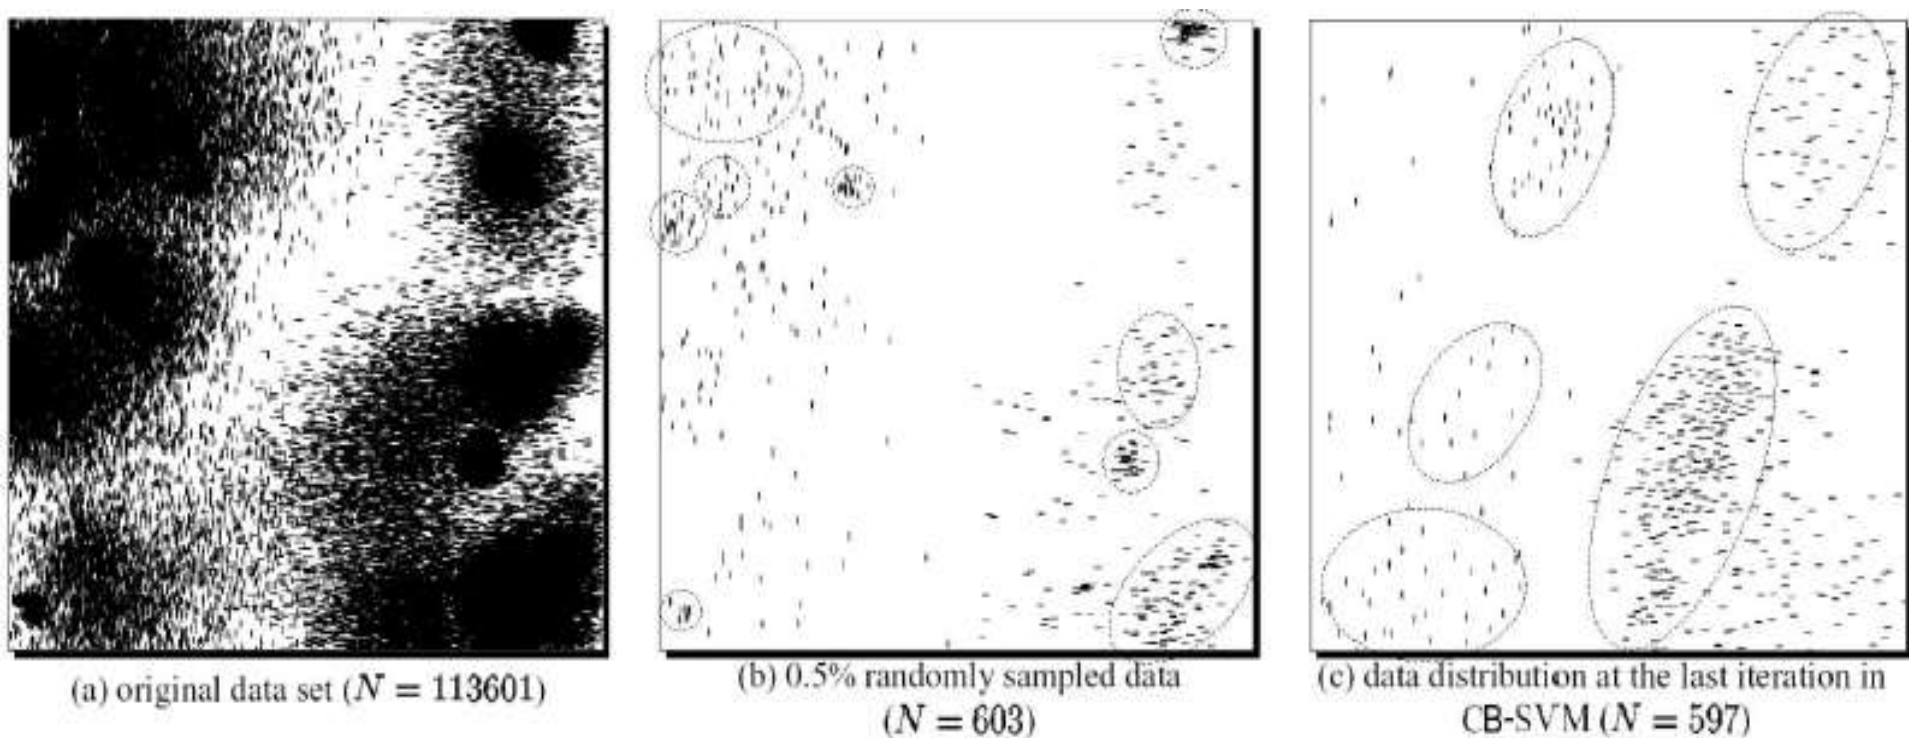 (a) original data set (N = 113601)
(b) 0.5% randomly sampled data
(N = 603)
(c) data distribution at the last iteration in
CB-SVM (N = 597)